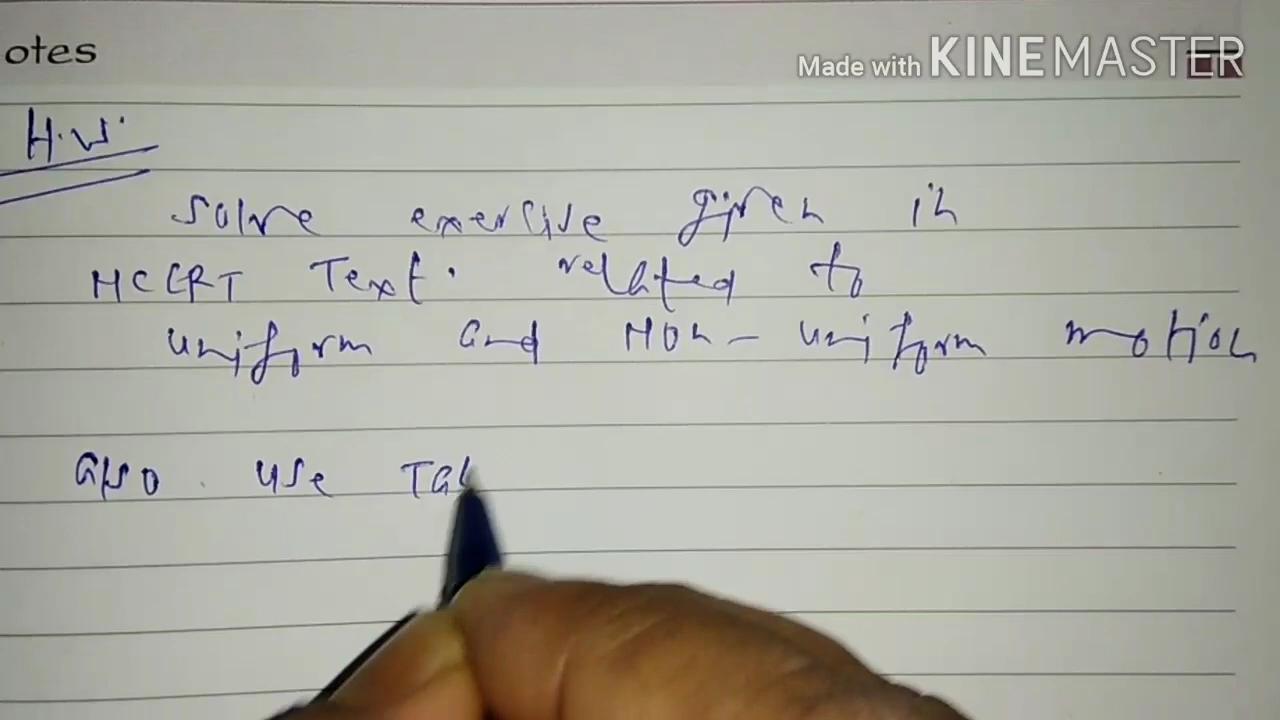 otes
Made with KINEMASTER
H.W.
solve exercise given in
NCERT Text. related to
uniform and Non-uniform motion
also use